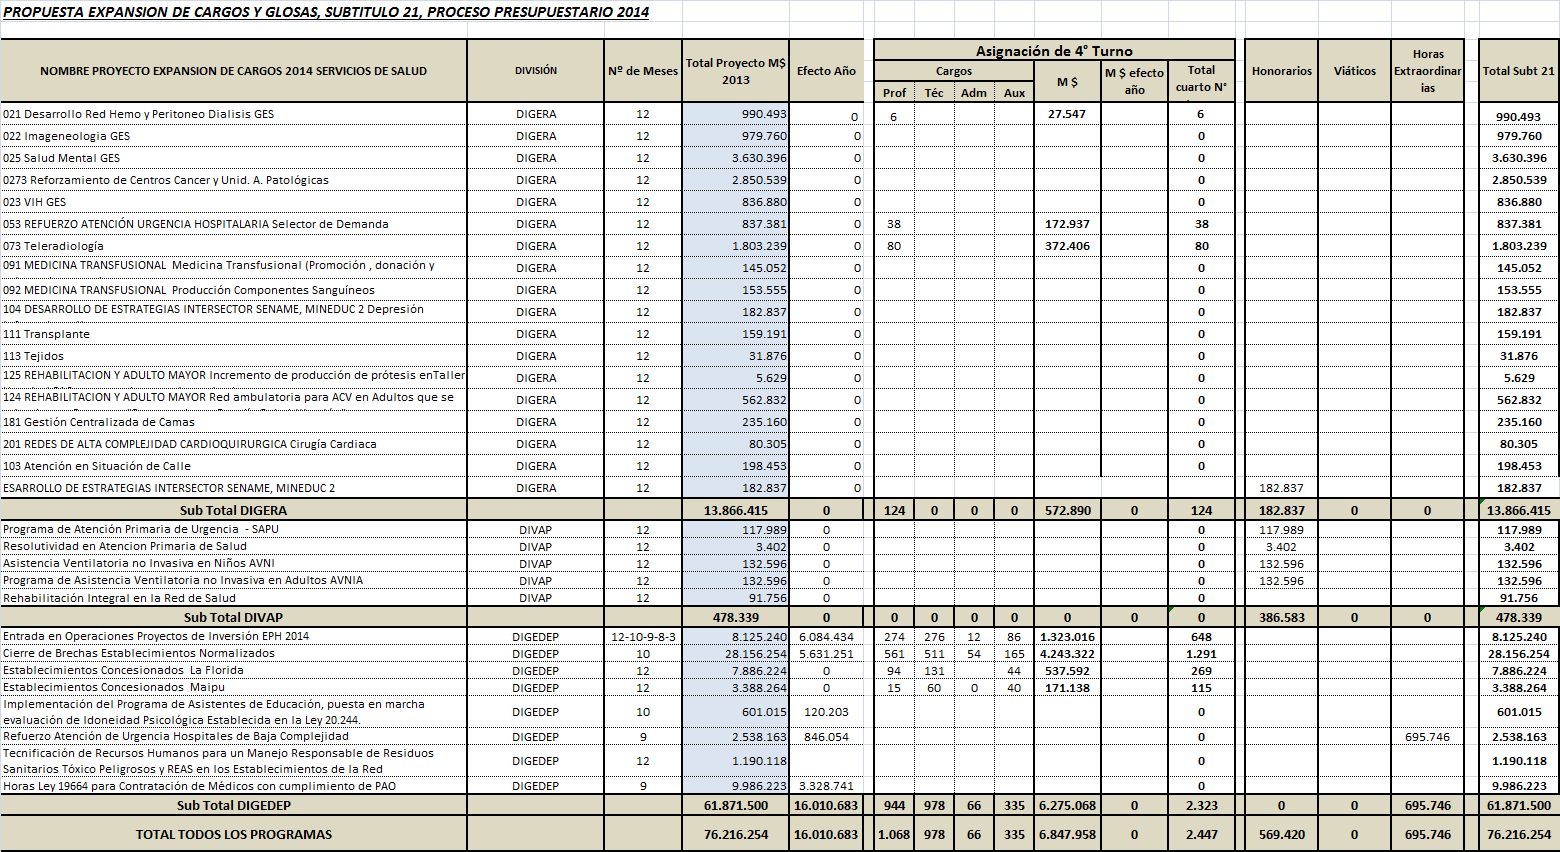 PROPUESTA EXPANSION DE CARGOS Y GLOSAS, SUBTITULO 21, PROCESO PRESUPUESTARIO 2014
NOMBRE PROYECTO EXPANSION DE CARGOS 2014 SERVICIOS DE SALUD DIVISIÓN Nº de Meses Total Proyecto M$ 2013 Efecto Año Asignación de 4° Turno Honorarios Viáticos Horas Extraordinarias Total Subt 21
Cargos M $ M $ efecto año Total cuarto N°
Prof Téc Adm Aux
021 Desarrollo Red Hemo y Peritoneo Dialisis GES DIGERA 12 990.493 0 6 27.547 6 990.493
022 Imageneologia GES DIGERA 12 979.760 0 0 979.760
025 Salud Mental GES DIGERA 12 3.630.396 0 0 3.630.396
0273 Reforzamiento de Centros Cancer y Unid. A. Patológicas DIGERA 12 2.850.539 0 0 2.850.539
023 VIH GES DIGERA 12 836.880 0 0 836.880
053 REFUERZO ATENCIÓN URGENCIA HOSPITALARIA Selector de Demanda DIGERA 12 837.381 0 38 172.937 38 837.381
073 Teleradiología DIGERA 12 1.803.239 0 80 372.406 80 1.803.239
091 MEDICINA TRANSFUSIONAL Medicina Transfusional (Promoción , donación y DIGERA 12 145.052 0 0 145.052
092 MEDICINA TRANSFUSIONAL Producción Componentes Sanguíneos DIGERA 12 153.555 0 0 153.555
104 DESARROLLO DE ESTRATEGIAS INTERSECTOR SENAME, MINEDUC 2 Depresión DIGERA 12 182.837 0 0 182.837
111 Transplante DIGERA 12 159.191 0 0 159.191
113 Tejidos DIGERA 12 31.876 0 0 31.876
125 REHABILITACION Y ADULTO MAYOR Incremento de producción de prótesis enTaller DIGERA 12 5.629 0 0 5.629
124 REHABILITACION Y ADULTO MAYOR Red ambulatoria para ACV en Adultos que se DIGERA 12 562.832 0 0 562.832
181 Gestión Centralizada de Camas DIGERA 12 235.160 0 0 235.160
201 REDES DE ALTA COMPLEJIDAD CARDIOQUIRURGICA Cirugía Cardiaca DIGERA 12 80.305 0 0 80.305
103 Atención en Situación de Calle DIGERA 12 198.453 0 0 198.453
ESARROLLO DE ESTRATEGIAS INTERSECTOR SENAME, MINEDUC 2 DIGERA 12 182.837 0 182.837 182.837
Sub Total DIGERA 13.866.415 0 124 0 0 0 572.890 0 124 182.837 0 0 13.866.415
Programa de Atención Primaria de Urgencia - SAPU DIVAP 12 117.989 0 0 117.989 117.989
Resolutividad en Atencion Primaria de Salud DIVAP 12 3.402 0 0 3.402 3.402
Asistencia Ventilatoria no Invasiva en Niños AVNI DIVAP 12 132.596 0 0 132.596 132.596
Programa de Asistencia Ventilatoria no Invasiva en Adultos AVNIA DIVAP 12 132.596 0 0 132.596 132.596
Rehabilitación Integral en la Red de Salud DIVAP 12 91.756 0 0 91.756
Sub Total DIVAP 478.339 0 0 0 0 0 0 0 0 386.583 0 0 478.339
Entrada en Operaciones Proyectos de Inversión EPH 2014 DIGEDEP 12-10-9-8-3 8.125.240 6.084.434 274 276 12 86 1.323.016 648 8.125.240
Cierre de Brechas Establecimientos Normalizados DIGEDEP 10 28.156.254 5.631.251 561 511 54 165 4.243.322 1.291 28.156.254
Establecimientos Concesionados La Florida DIGEDEP 12 7.886.224 0 94 131 44 537.592 269 7.886.224
Establecimientos Concesionados Maipu DIGEDEP 12 3.388.264 0 15 60 0 40 171.138 115 3.388.264
Implementación del Programa de Asistentes de Educación, puesta en marcha
evaluación de Idoneidad Psicológica Establecida en la Ley 20.244. DIGEDEP 10 601.015 120.203 0 601.015
Refuerzo Atención de Urgencia Hospitales de Baja Complejidad DIGEDEP 9 2.538.163 846.054 0 695.746 2.538.163
Tecnificación de Recursos Humanos para un Manejo Responsable de Residuos
Sanitarios Tóxico Peligrosos y REAS en los Establecimientos de la Red DIGEDEP 12 1.190.118 0 1.190.118
Horas Ley 19664 para Contratación de Médicos con cumplimiento de PAO DIGEDEP 9 9.986.223 3.328.741 0 9.986.223
Sub Total DIGEDEP 61.871.500 16.010.683 944 978 66 335 6.275.068 0 2.323 0 0 695.746 61.871.500
TOTAL TODOS LOS PROGRAMAS 76.216.254 16.010.683 1.068 978 66 335 6.847.958 0 2.447 569.420 0 695.746 76.216.254